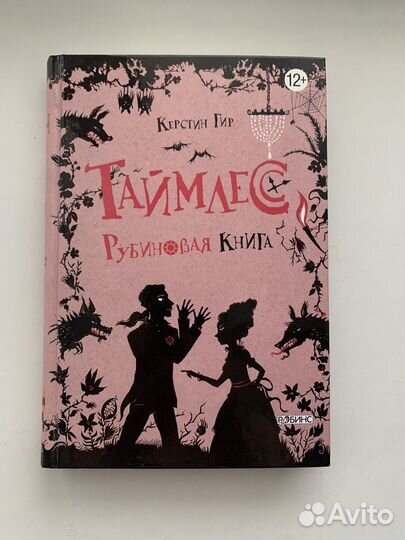 12+
Керстин Гир
Таймлесс
Рубиновая Книга
РОБИНС
Avito